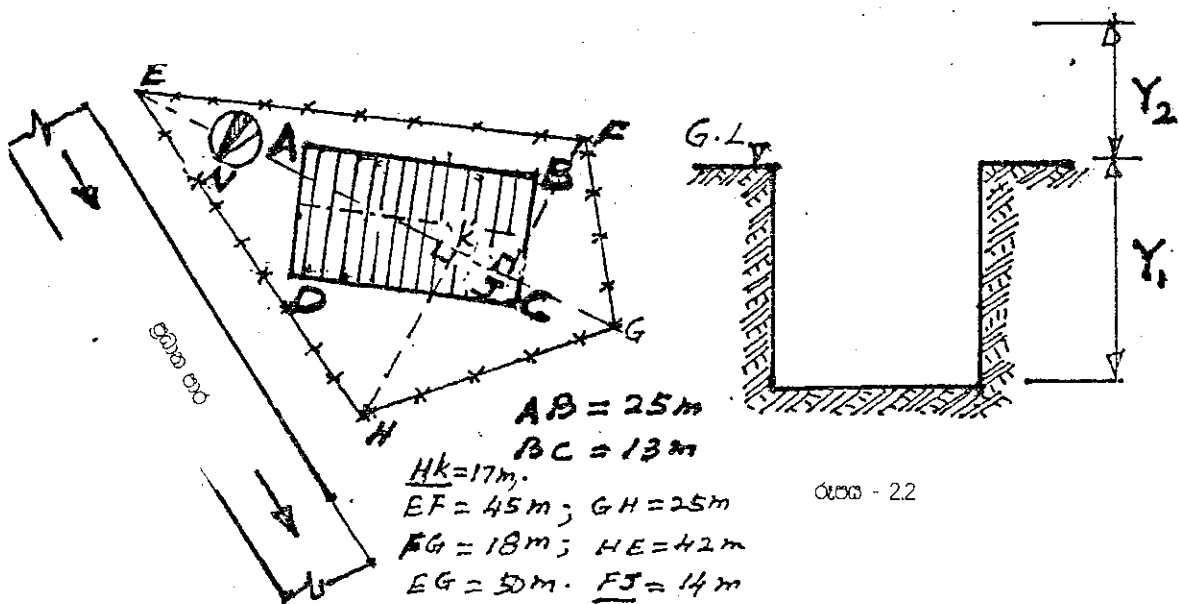 E
F
A
B
N
G.L
Y₂
Y₁
K
J
D
C
G
H
AB = 25m
BC = 13m
HK = 17m.
EF = 45m; GH = 25m
FG = 18m; HE = 42m
EG = 50m. FJ = 14m
රූපය - 2.2